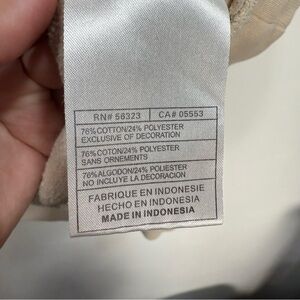 RN# 56323 CA# 05553
76%COTTON/24% POLYESTER
EXCLUSIVE OF DECORATION
76%COTON/24% POLYESTER
SANS ORNEMENTS
76%ALGODON/24% POLIESTER
NO INCLUYE LA DECORACION
FABRIQUE EN INDONESIE
HECHO EN INDONESIA
MADE IN INDONESIA